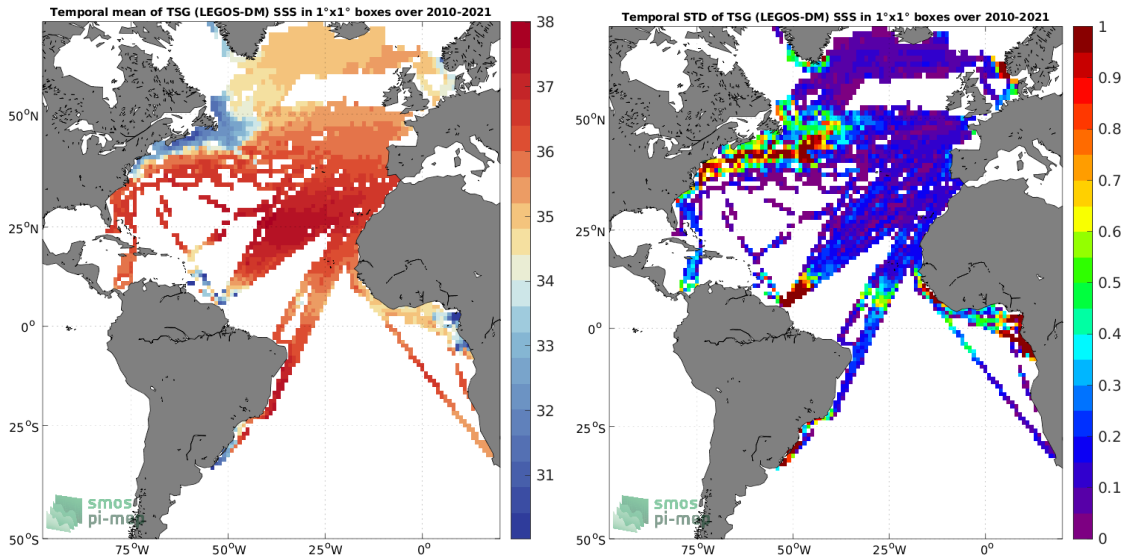 Temporal mean of TSG (LEGOS-DM) SSS in 1°x1° boxes over 2010-2021
38
37
36
35
34
33
32
31
50°N
25°N
0°
25°S
50°S
75°W
50°W
25°W
0°
smos
pi-mep
Temporal STD of TSG (LEGOS-DM) SSS in 1°x1° boxes over 2010-2021
1
0.9
0.8
0.7
0.6
0.5
0.4
0.3
0.2
0.1
0
50°N
25°N
0°
25°S
50°S
75°W
50°W
25°W
0°
smos
pi-mep